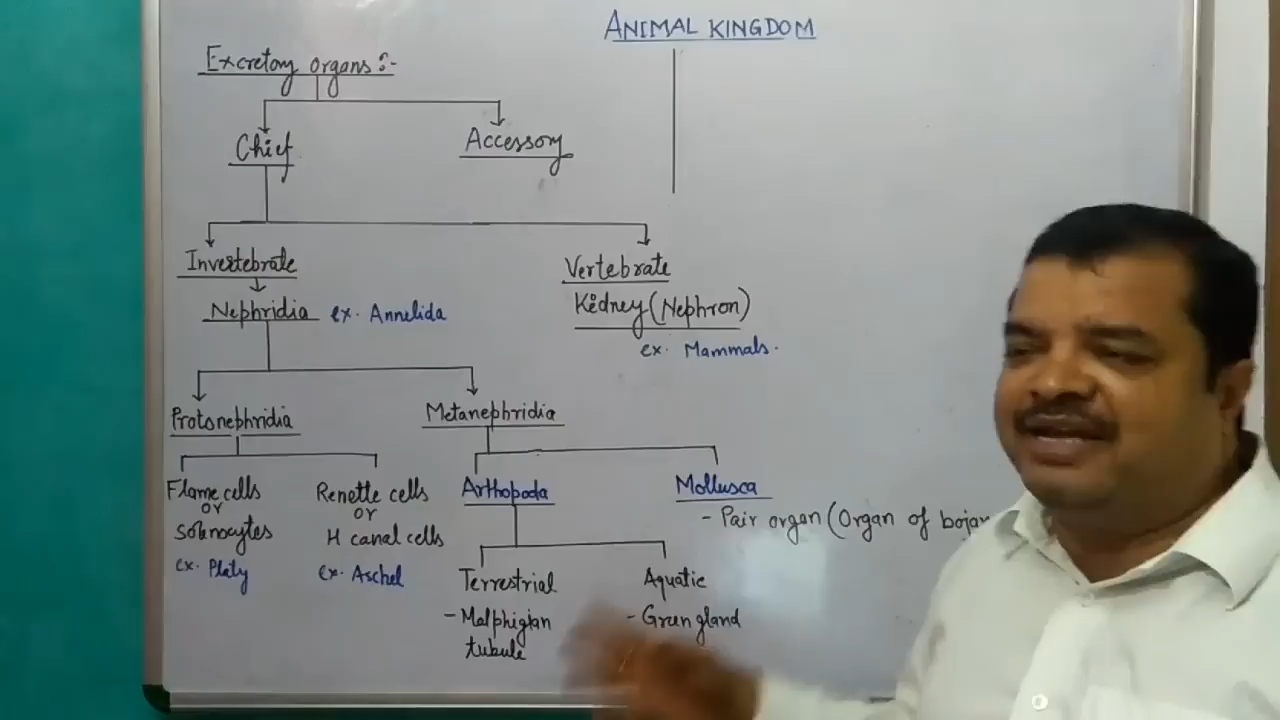 ANIMAL KINGDOM
Excretory organs :-
Chief
Accessory
Invertebrate
Vertebrate
Nephridia ex. Annelida
Kidney (Nephron)
ex. Mammals.
Protonephridia
Metanephridia
Flame cells
or
Solenocytes
ex. Platy
Renette cells
or
H canal cells
ex. Aschel
Arthopoda
Mollusca
- Pair organ (Organ of bojan
Terrestrial
- Malphigian
tubule
Aquatic
- Green gland